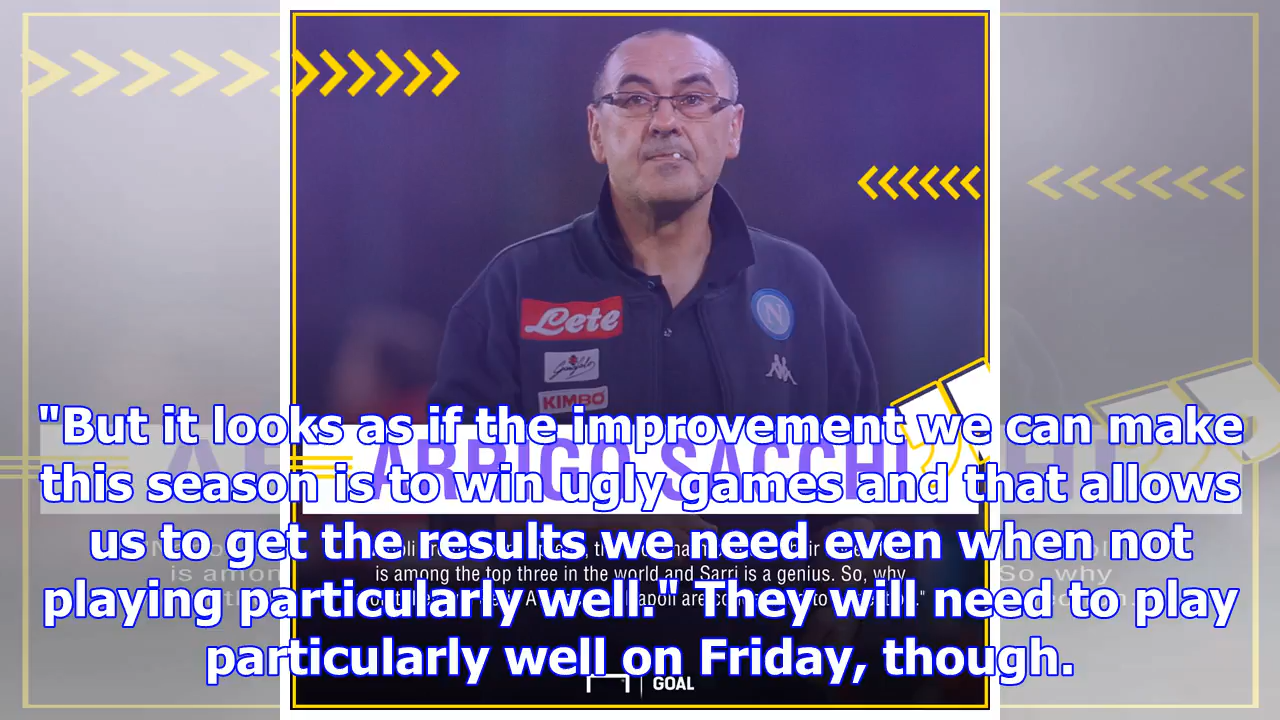 Lete
N
KIMBO
"But it looks as if the improvement we can make
ARRIGO SACCHI
this season is to win ugly games and that allows
us to get the results we need even when not
is among the top three in the world and Sarri is a genius. So, why
playing particularly well." They will need to play
particularly well on Friday, though.
GOAL